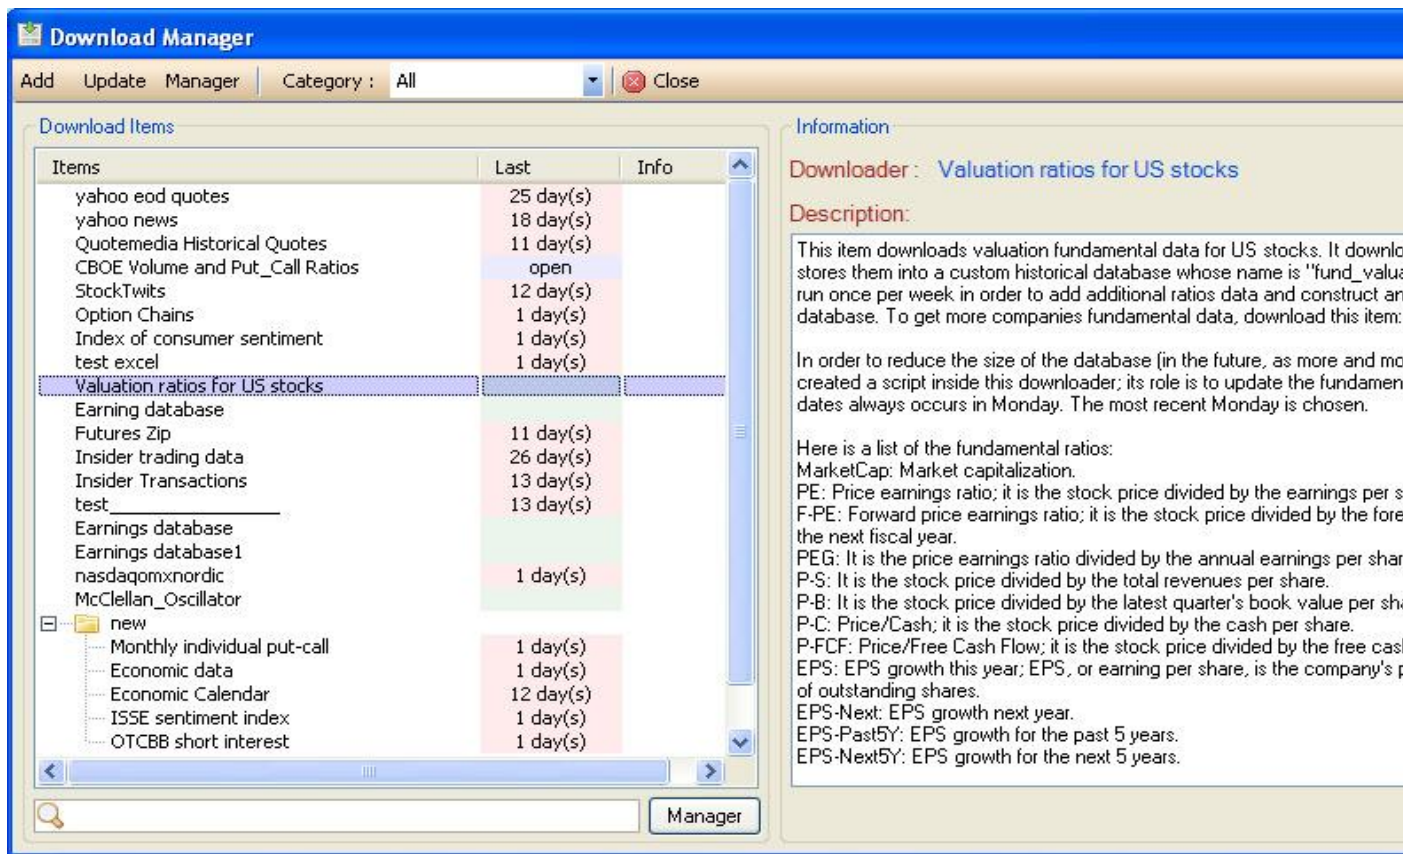 Download Manager
Add Update Manager Category : All Close
Download Items
Items Last Info
yahoo eod quotes 25 day(s)
yahoo news 18 day(s)
Quotemedia Historical Quotes 11 day(s)
CBOE Volume and Put_Call Ratios open
StockTwits 12 day(s)
Option Chains 1 day(s)
Index of consumer sentiment 1 day(s)
test excel 1 day(s)
Valuation ratios for US stocks
Earning database
Futures Zip 11 day(s)
Insider trading data 26 day(s)
Insider Transactions 13 day(s)
test_________________ 13 day(s)
Earnings database
Earnings database1
nasdaqomxnordic 1 day(s)
McClellan_Oscillator
new
Monthly individual put-call 1 day(s)
Economic data 1 day(s)
Economic Calendar 12 day(s)
ISSE sentiment index 1 day(s)
OTCBB short interest 1 day(s)
Manager
Information
Downloader : Valuation ratios for US stocks
Description:
This item downloads valuation fundamental data for US stocks. It downlo
stores them into a custom historical database whose name is "fund_valua
run once per week in order to add additional ratios data and construct an
database. To get more companies fundamental data, download this item:
In order to reduce the size of the database (in the future, as more and mo
created a script inside this downloader; its role is to update the fundamen
dates always occurs in Monday. The most recent Monday is chosen.
Here is a list of the fundamental ratios:
MarketCap: Market capitalization.
PE: Price earnings ratio; it is the stock price divided by the earnings per s
F-PE: Forward price earnings ratio; it is the stock price divided by the fore
the next fiscal year.
PEG: It is the price earnings ratio divided by the annual earnings per shar
P-S: It is the stock price divided by the total revenues per share.
P-B: It is the stock price divided by the latest quarter's book value per sha
P-C: Price/Cash; it is the stock price divided by the cash per share.
P-FCF: Price/Free Cash Flow; it is the stock price divided by the free cash
EPS: EPS growth this year; EPS, or earning per share, is the company's p
of outstanding shares.
EPS-Next: EPS growth next year.
EPS-Past5Y: EPS growth for the past 5 years.
EPS-Next5Y: EPS growth for the next 5 years.